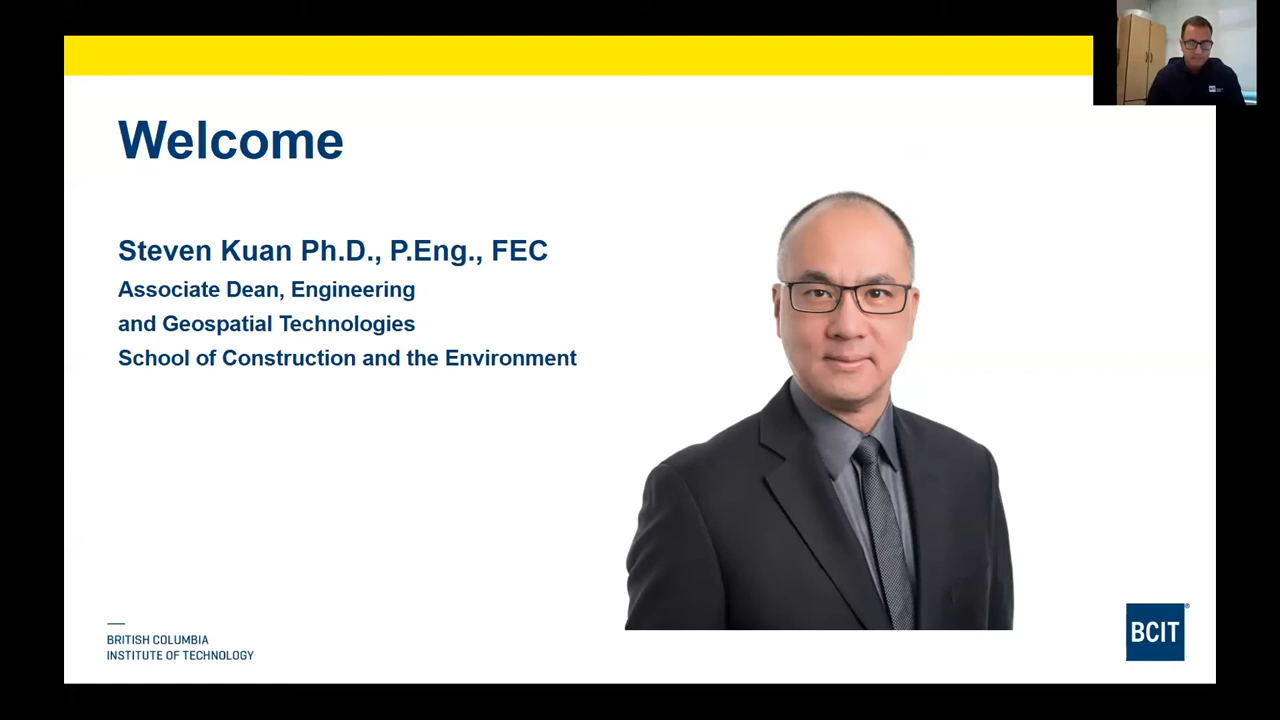 Welcome
Steven Kuan Ph.D., P.Eng., FEC
Associate Dean, Engineering
and Geospatial Technologies
School of Construction and the Environment
BRITISH COLUMBIA
INSTITUTE OF TECHNOLOGY
BCIT